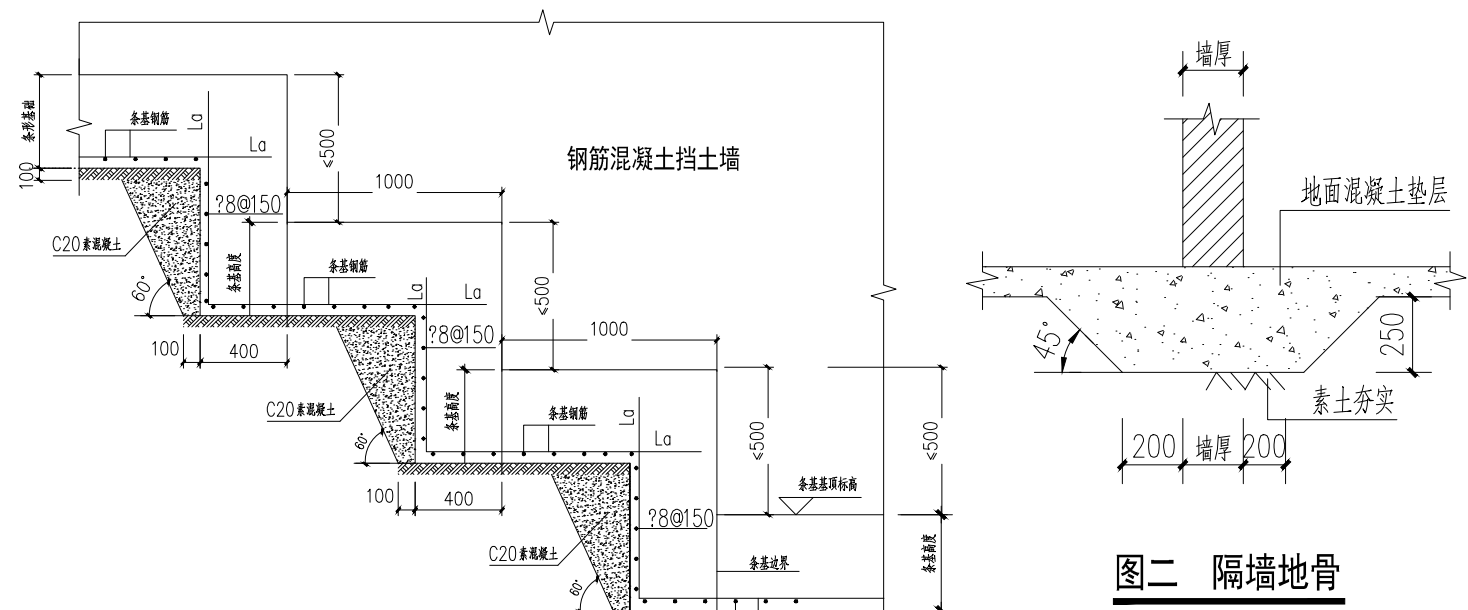 条形基础
100
条基钢筋
La
La
≤500
钢筋混凝土挡土墙
1000
?8@150
C20素混凝土
60°
条基高度
条基钢筋
La
La
≤500
100
400
?8@150
1000
C20素混凝土
60°
条基高度
条基钢筋
La
La
≤500
≤500
100
400
条基基顶标高
?8@150
C20素混凝土
60°
条基边界
条基高度
墙厚
地面混凝土垫层
45°
250
素土夯实
200
墙厚
200
图二 隔墙地骨